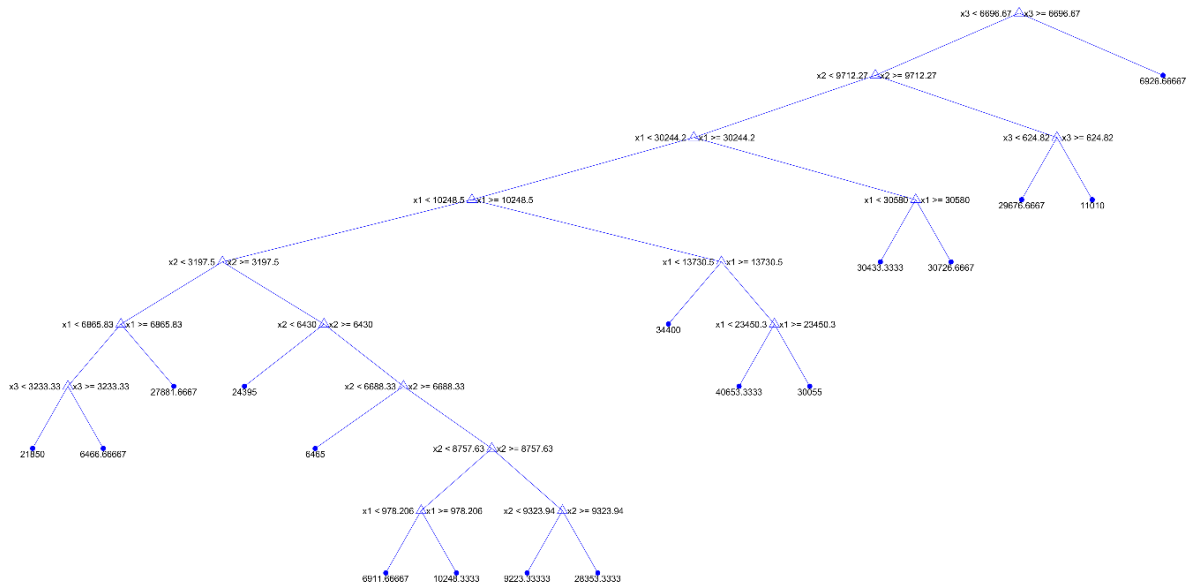 x3 < 6696.67 x3 >= 6696.67
x2 < 9712.27 x2 >= 9712.27
6926.66667
x1 < 30244.2 x1 >= 30244.2
x3 < 624.82 x3 >= 624.82
x1 < 10248.5 x1 >= 10248.5
x1 < 30580 x1 >= 30580
29676.6667
11010
x2 < 3197.5 x2 >= 3197.5
x1 < 13730.5 x1 >= 13730.5
30433.3333
30726.6667
x1 < 6865.83 x1 >= 6865.83
x2 < 6430 x2 >= 6430
34400
x1 < 23450.3 x1 >= 23450.3
x3 < 3233.33 x3 >= 3233.33
27881.6667
24395
x2 < 6688.33 x2 >= 6688.33
40653.3333
30055
21850
6466.66667
6465
x2 < 8757.63 x2 >= 8757.63
x1 < 978.206 x1 >= 978.206
x2 < 9323.94 x2 >= 9323.94
6911.66667
10248.3333
9223.33333
28353.3333